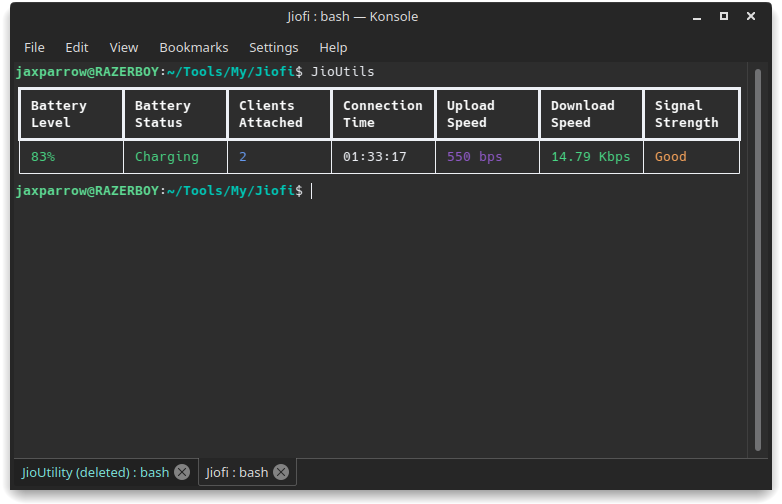 Jiofi : bash — Konsole
File Edit View Bookmarks Settings Help
jaxparrow@RAZERBOY:~/Tools/My/Jiofi$ JioUtils
Battery Level Battery Status Clients Attached Connection Time Upload Speed Download Speed Signal Strength
83% Charging 2 01:33:17 550 bps 14.79 Kbps Good
jaxparrow@RAZERBOY:~/Tools/My/Jiofi$
JioUtility (deleted) : bash Jiofi : bash